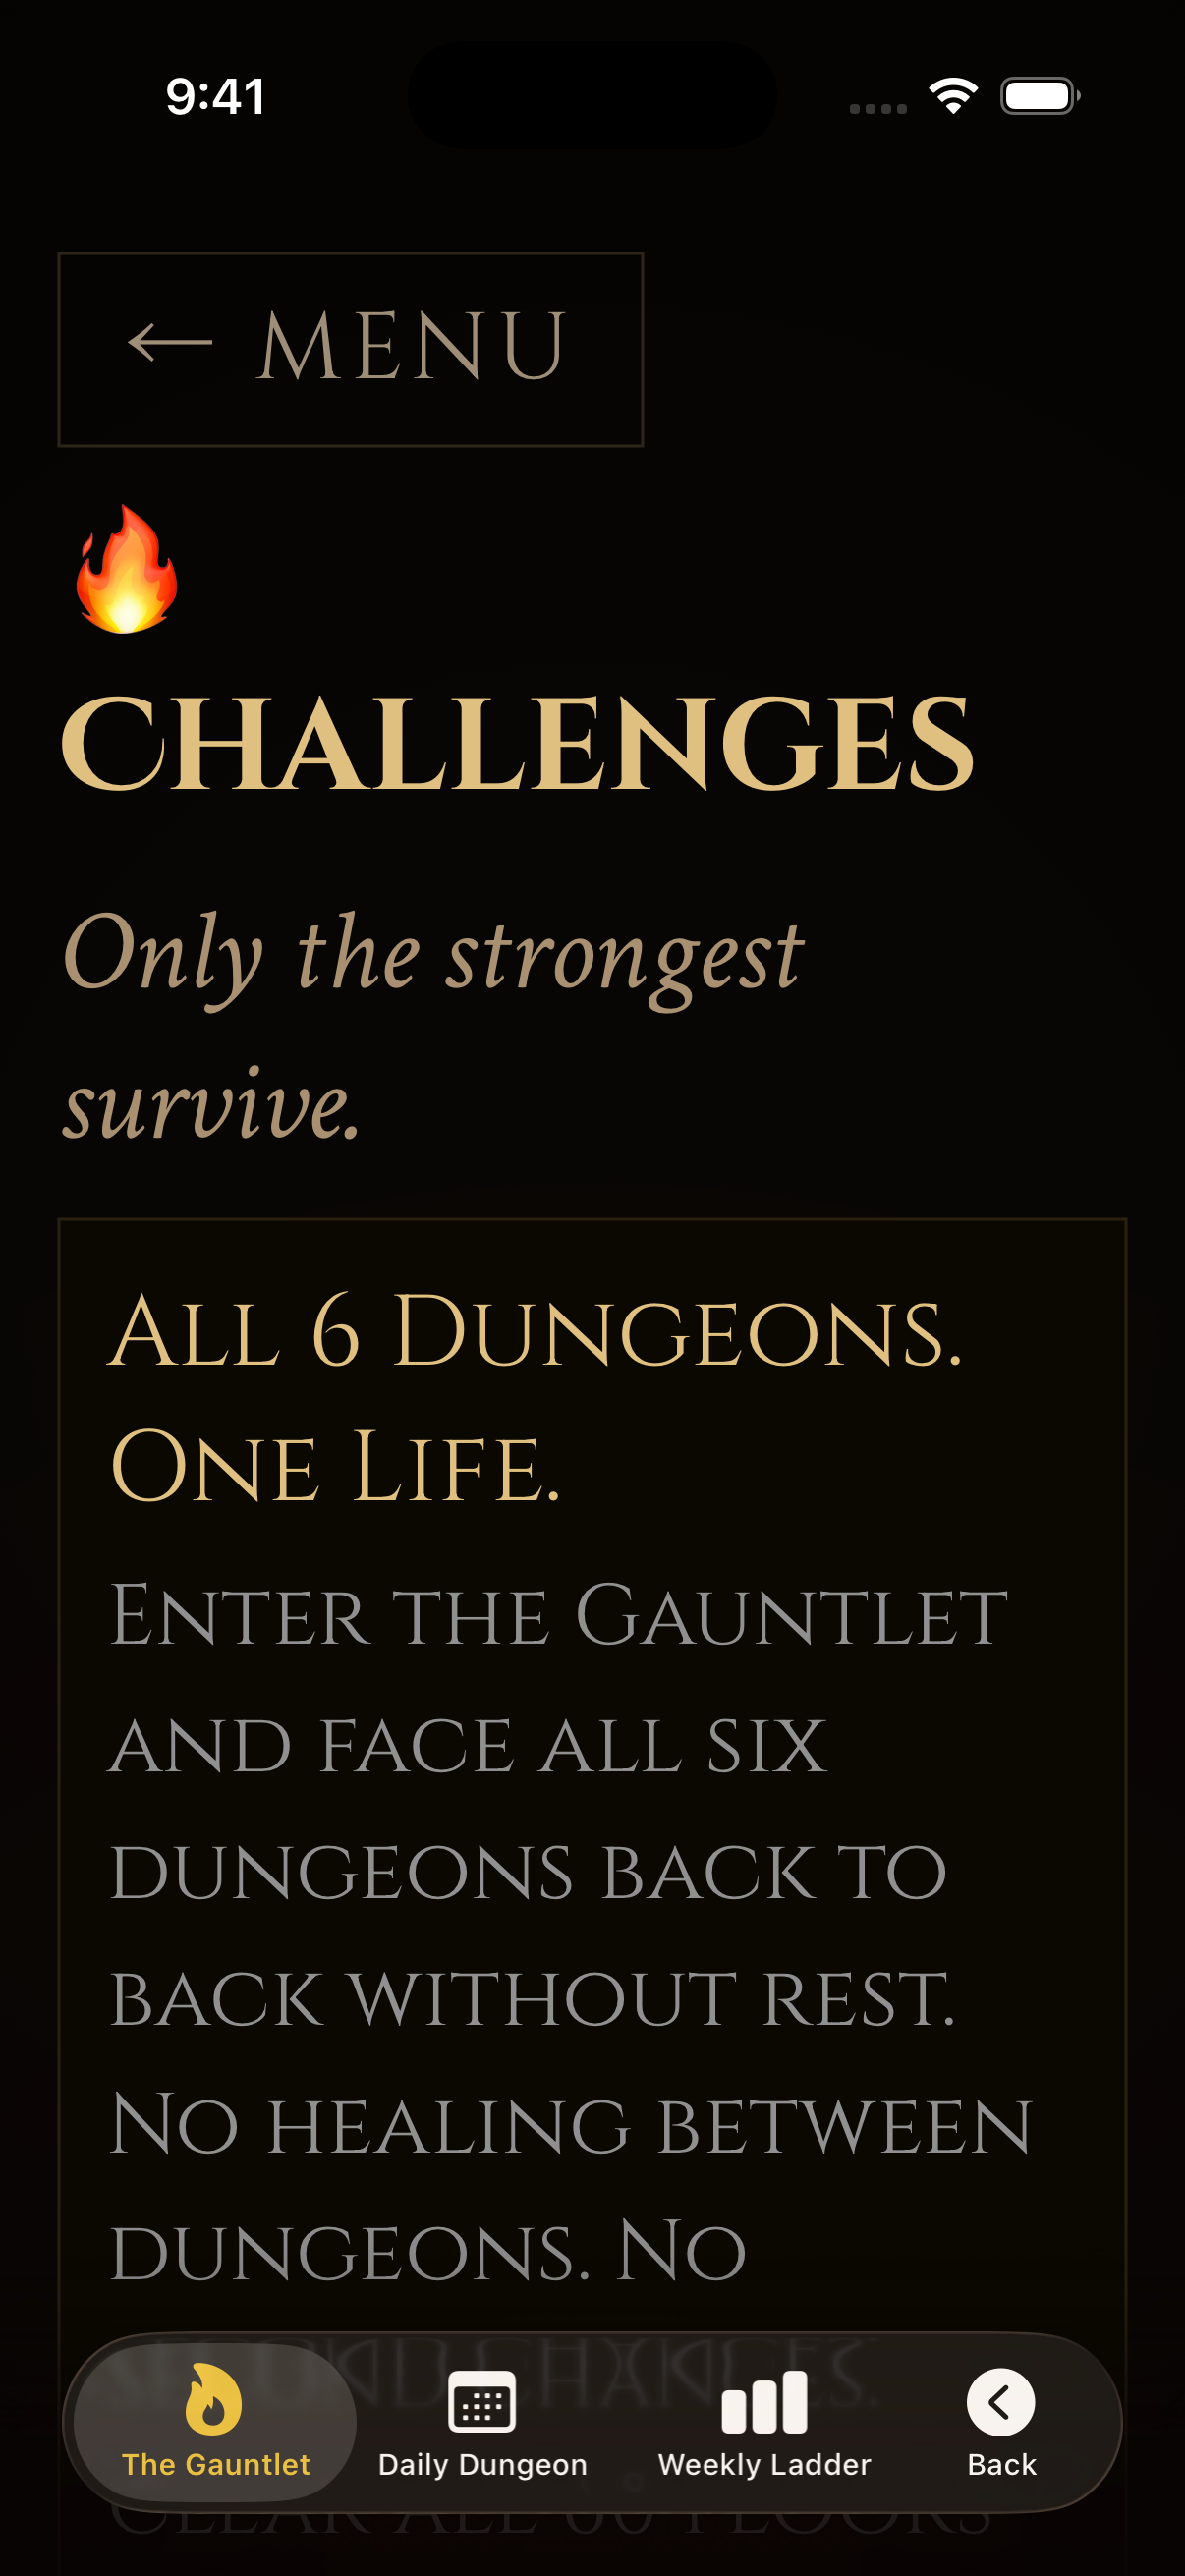 9:41
← MENU
Challenges
Only the strongest
survive.
All 6 Dungeons.
One Life.
Enter the Gauntlet
and face all six
dungeons back to
back without rest.
No healing between
dungeons. No
The Gauntlet
Daily Dungeon
Weekly Ladder
Back